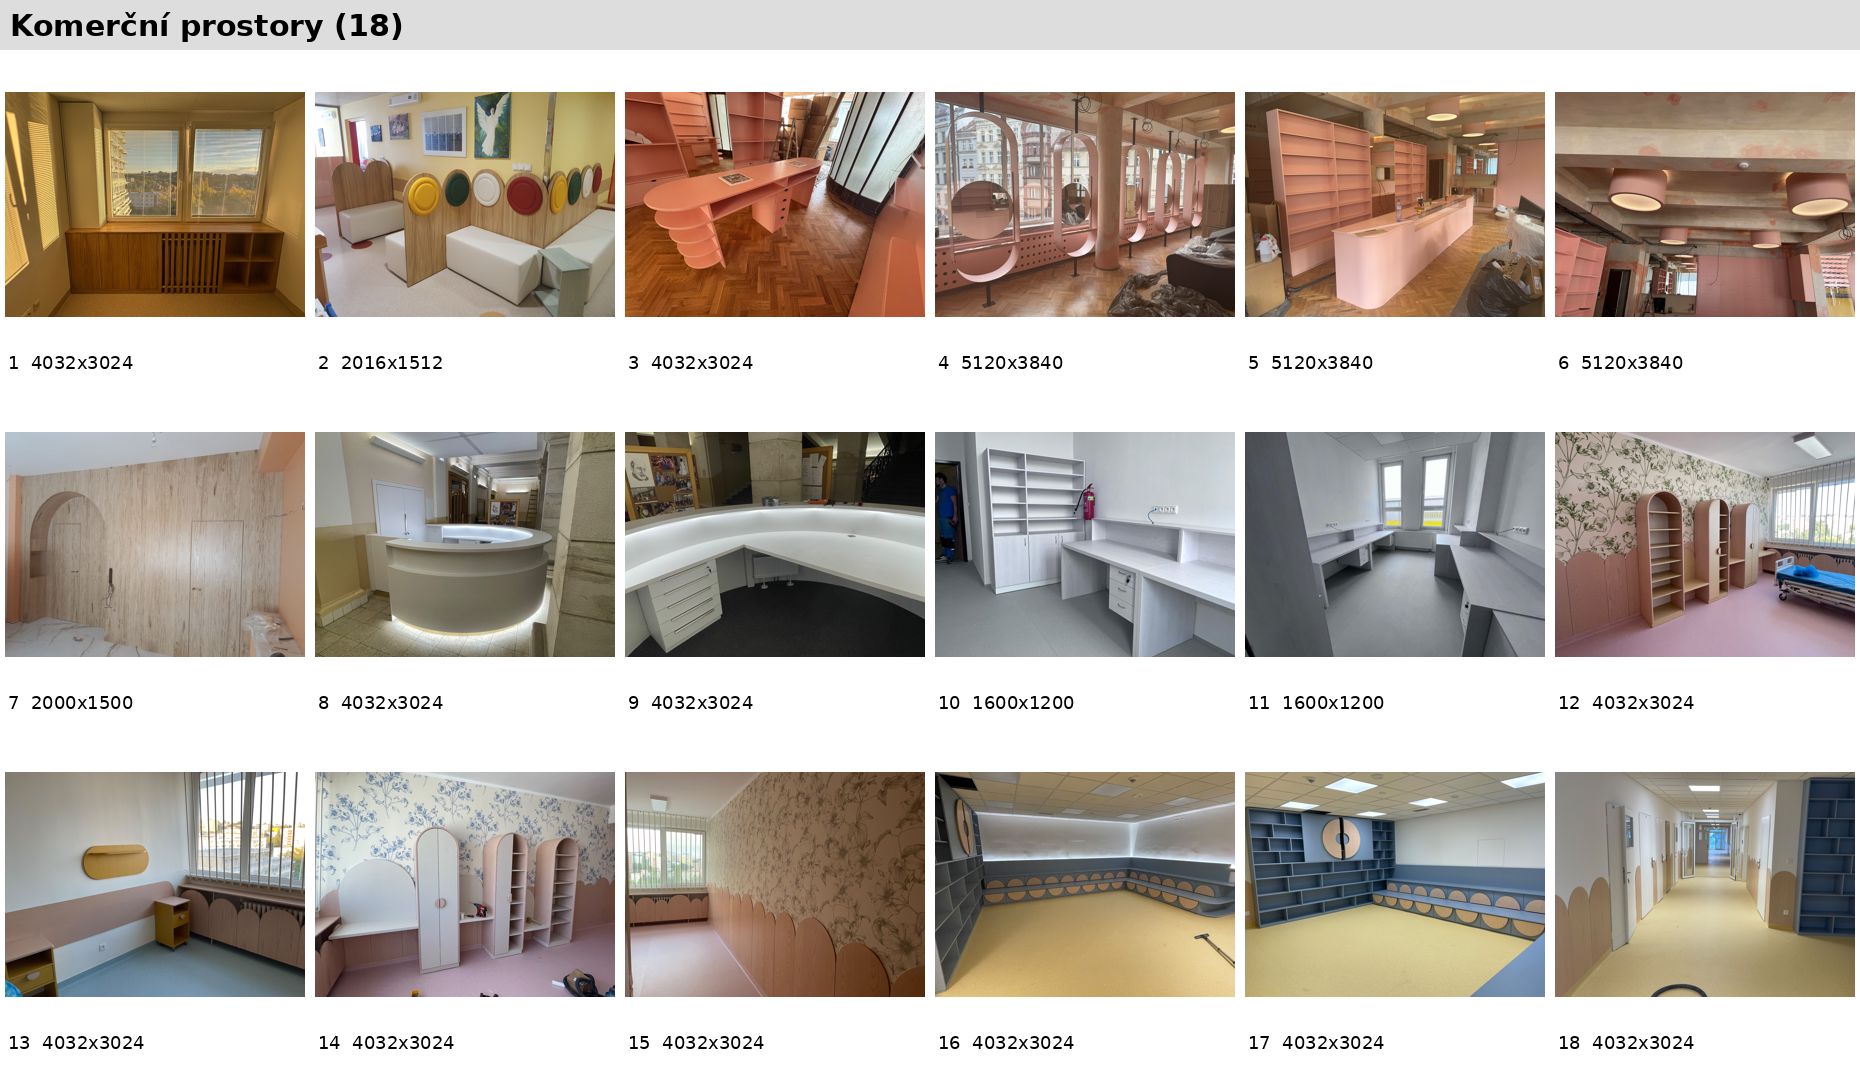 Komerční prostory (18)
1 4032x3024
2 2016x1512
3 4032x3024
4 5120x3840
5 5120x3840
6 5120x3840
7 2000x1500
8 4032x3024
9 4032x3024
10 1600x1200
11 1600x1200
12 4032x3024
13 4032x3024
14 4032x3024
15 4032x3024
16 4032x3024
17 4032x3024
18 4032x3024